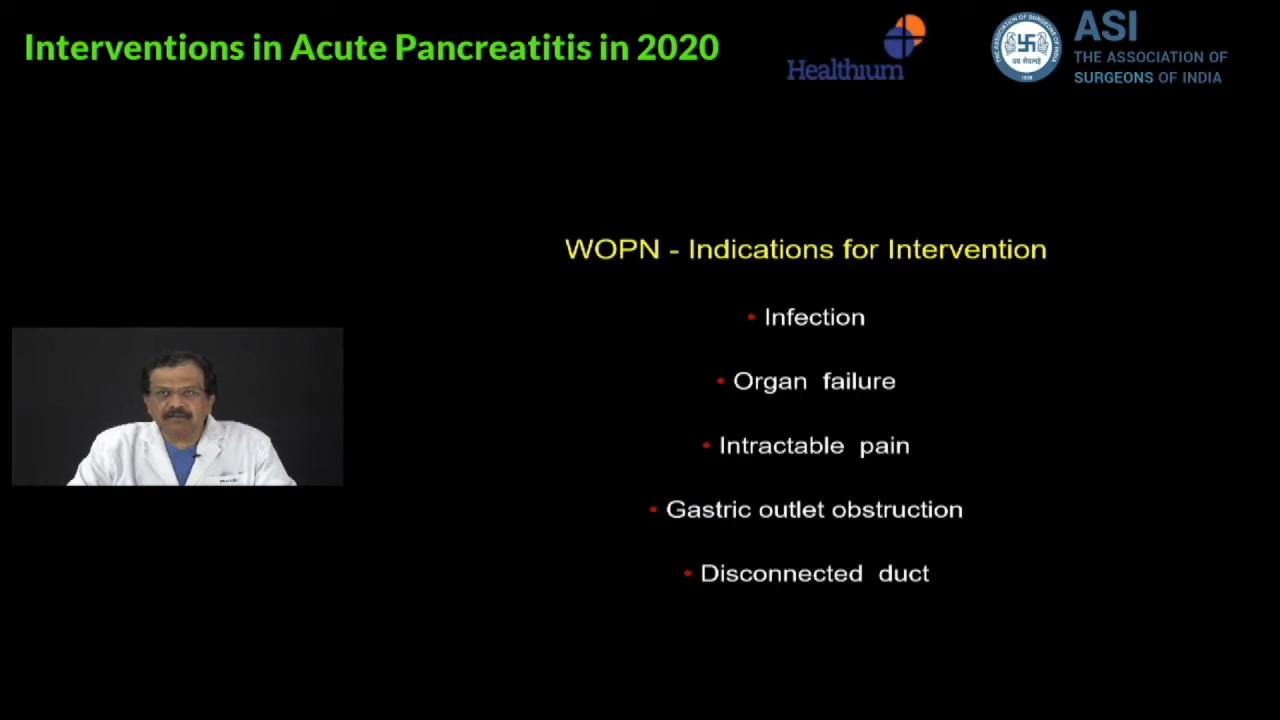 Interventions in Acute Pancreatitis in 2020
Healthium
ASI
THE ASSOCIATION OF
SURGEONS OF INDIA
WOPN - Indications for Intervention
• Infection
• Organ failure
• Intractable pain
• Gastric outlet obstruction
• Disconnected duct